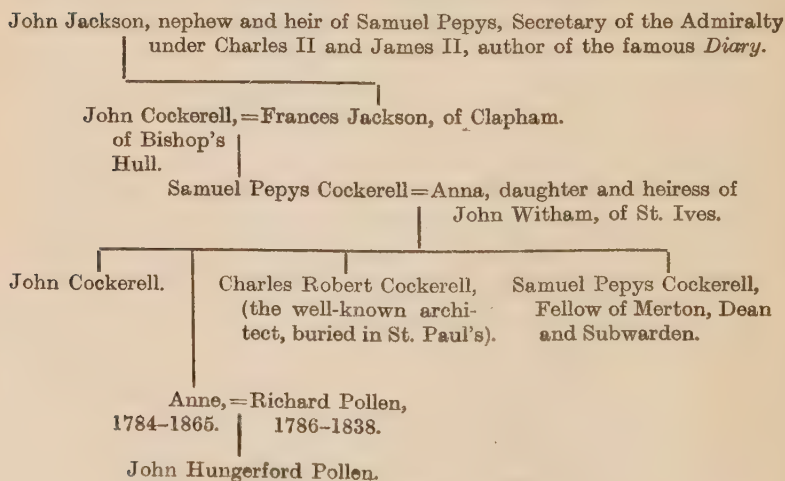 John Jackson, nephew and heir of Samuel Pepys, Secretary of the Admiralty
under Charles II and James II, author of the famous Diary.
John Cockerell,=Frances Jackson, of Clapham.
of Bishop's
Hull.
Samuel Pepys Cockerell=Anna, daughter and heiress of
John Witham, of St. Ives.
John Cockerell.
Charles Robert Cockerell,
(the well-known archi-
tect, buried in St. Paul's).
Samuel Pepys Cockerell,
Fellow of Merton, Dean
and Subwarden.
Anne,=Richard Pollen,
1784-1865. 1786-1838.
John Hungerford Pollen.